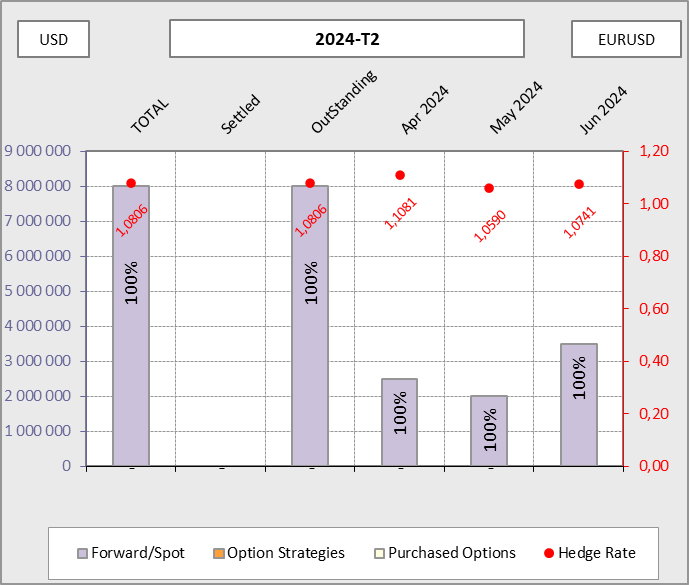 USD
2024-T2
EURUSD
TOTAL
Settled
OutStanding
Apr 2024
May 2024
Jun 2024
9 000 000
8 000 000
7 000 000
6 000 000
5 000 000
4 000 000
3 000 000
2 000 000
1 000 000
0
1,20
1,00
0,80
0,60
0,40
0,20
0,00
1,0806
1,0806
1,1081
1,0590
1,0741
100%
100%
100%
100%
100%
-
-
-
-
-
-
Forward/Spot
Option Strategies
Purchased Options
Hedge Rate